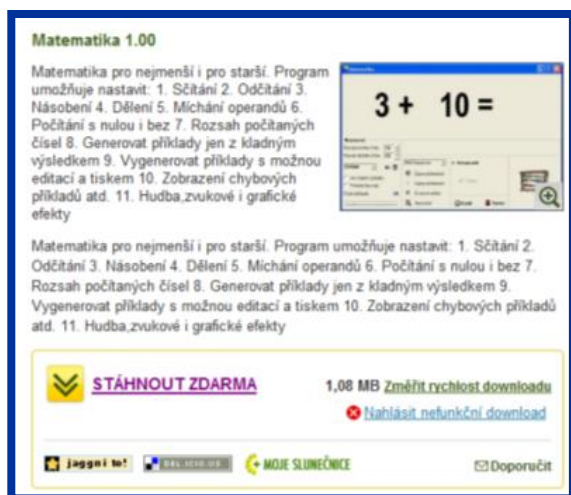 Matematika 1.00
Matematika pro nejmenší i pro starší. Program
umožňuje nastavit: 1. Sčítání 2. Odčítání 3.
Násobení 4. Dělení 5. Míchání operandů 6.
Počítání s nulou i bez 7. Rozsah počítaných
čísel 8. Generovat příklady jen z kladným
výsledkem 9. Vygenerovat příklady s možnou
editací a tiskem 10. Zobrazení chybových
příkladů atd. 11. Hudba,zvukové i grafické
efekty
3 + 10 =
Matematika pro nejmenší i pro starší. Program umožňuje nastavit: 1. Sčítání 2.
Odčítání 3. Násobení 4. Dělení 5. Míchání operandů 6. Počítání s nulou i bez 7.
Rozsah počítaných čísel 8. Generovat příklady jen z kladným výsledkem 9.
Vygenerovat příklady s možnou editací a tiskem 10. Zobrazení chybových příkladů
atd. 11. Hudba,zvukové i grafické efekty
STÁHNOUT ZDARMA
1,08 MB Změřit rychlost downloadu
Nahlásit nefunkční download
jaggni to! DEL.ICIO.US MOJE SLUNEČNICE Doporučit